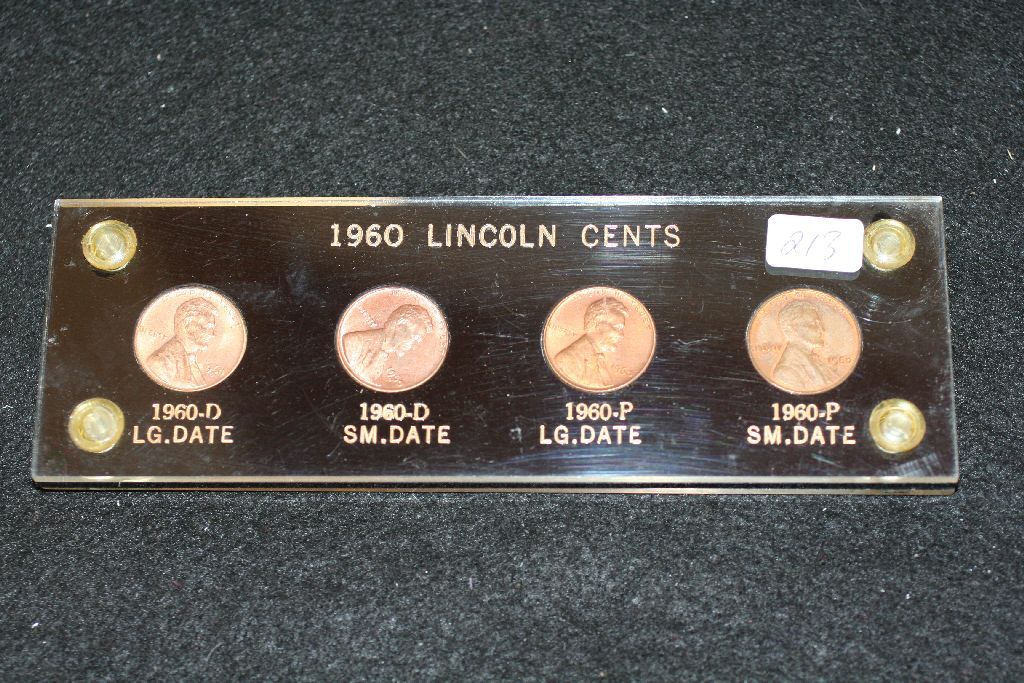 1960 LINCOLN CENTS
213
1960-D
LG.DATE
1960-D
SM.DATE
1960-P
LG.DATE
1960-P
SM.DATE